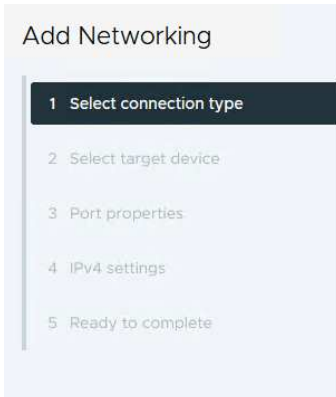 Add Networking
1 Select connection type
2 Select target device
3 Port properties
4 IPv4 settings
5 Ready to complete